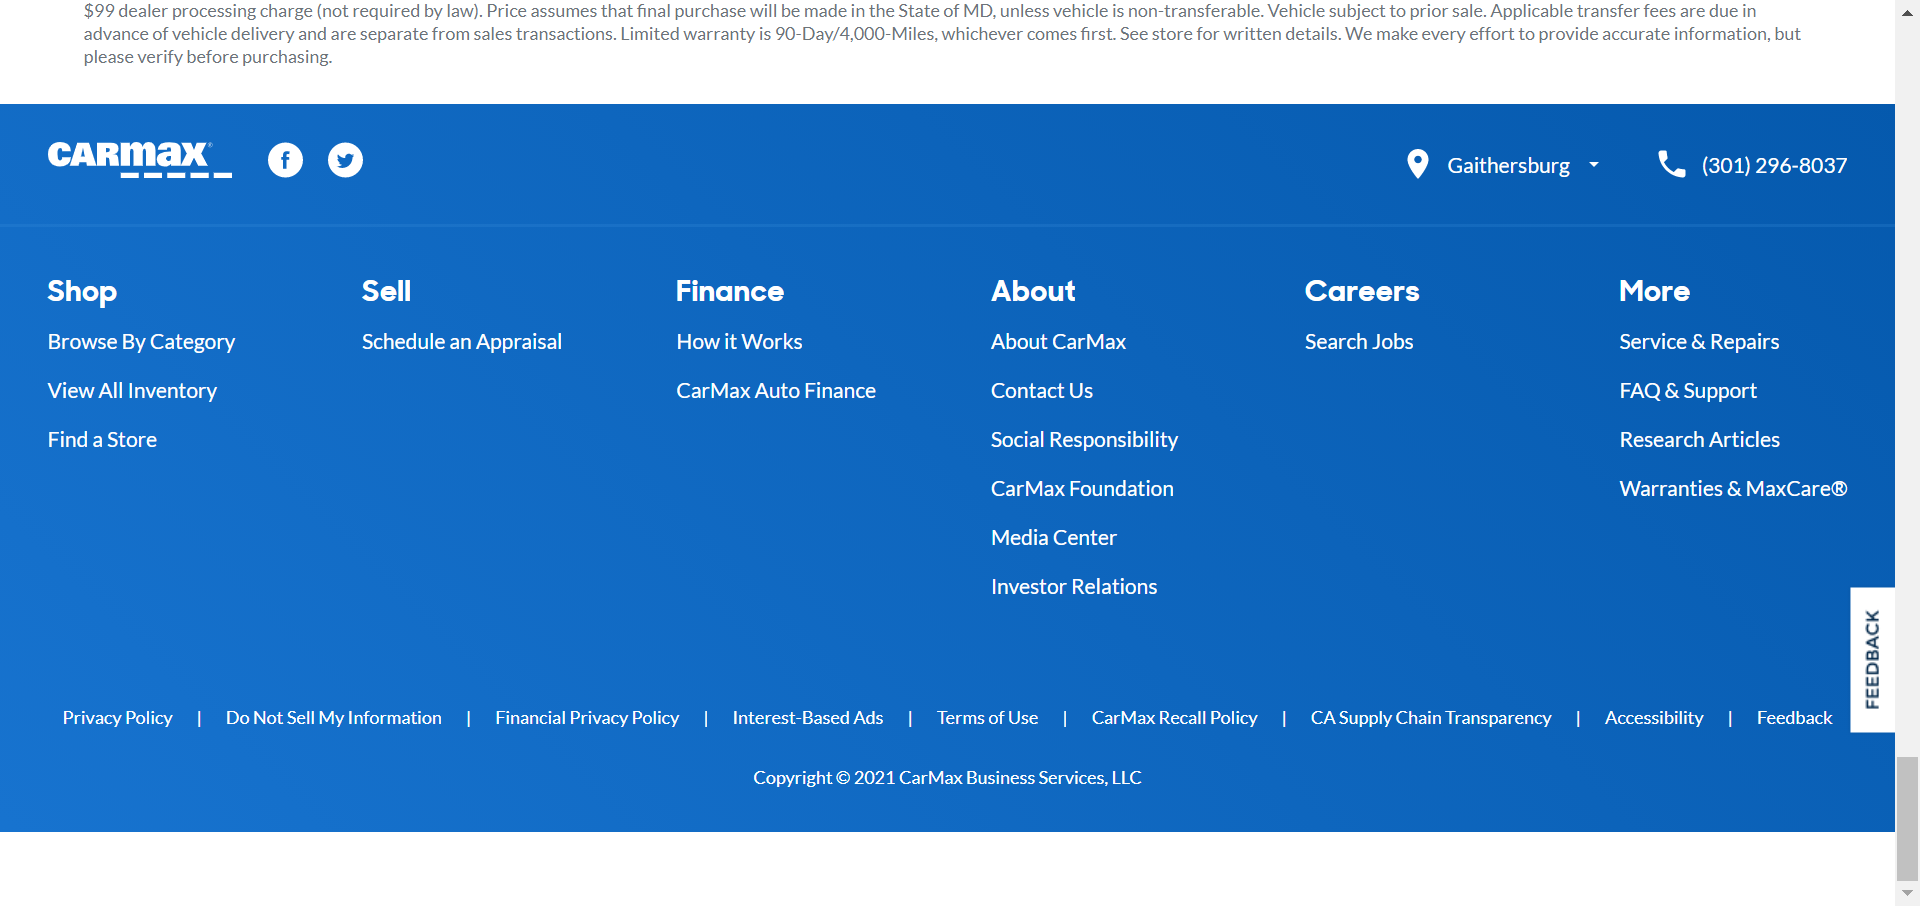 $99 dealer processing charge (not required by law). Price assumes that final purchase will be made in the State of MD, unless vehicle is non-transferable. Vehicle subject to prior sale. Applicable transfer fees are due in
advance of vehicle delivery and are separate from sales transactions. Limited warranty is 90-Day/4,000-Miles, whichever comes first. See store for written details. We make every effort to provide accurate information, but
please verify before purchasing.
CARMAX®
Gaithersburg
(301) 296-8037
Shop
Browse By Category
View All Inventory
Find a Store
Sell
Schedule an Appraisal
Finance
How it Works
CarMax Auto Finance
About
About CarMax
Contact Us
Social Responsibility
CarMax Foundation
Media Center
Investor Relations
Careers
Search Jobs
More
Service & Repairs
FAQ & Support
Research Articles
Warranties & MaxCare®
FEEDBACK
Privacy Policy | Do Not Sell My Information | Financial Privacy Policy | Interest-Based Ads | Terms of Use | CarMax Recall Policy | CA Supply Chain Transparency | Accessibility | Feedback
Copyright © 2021 CarMax Business Services, LLC